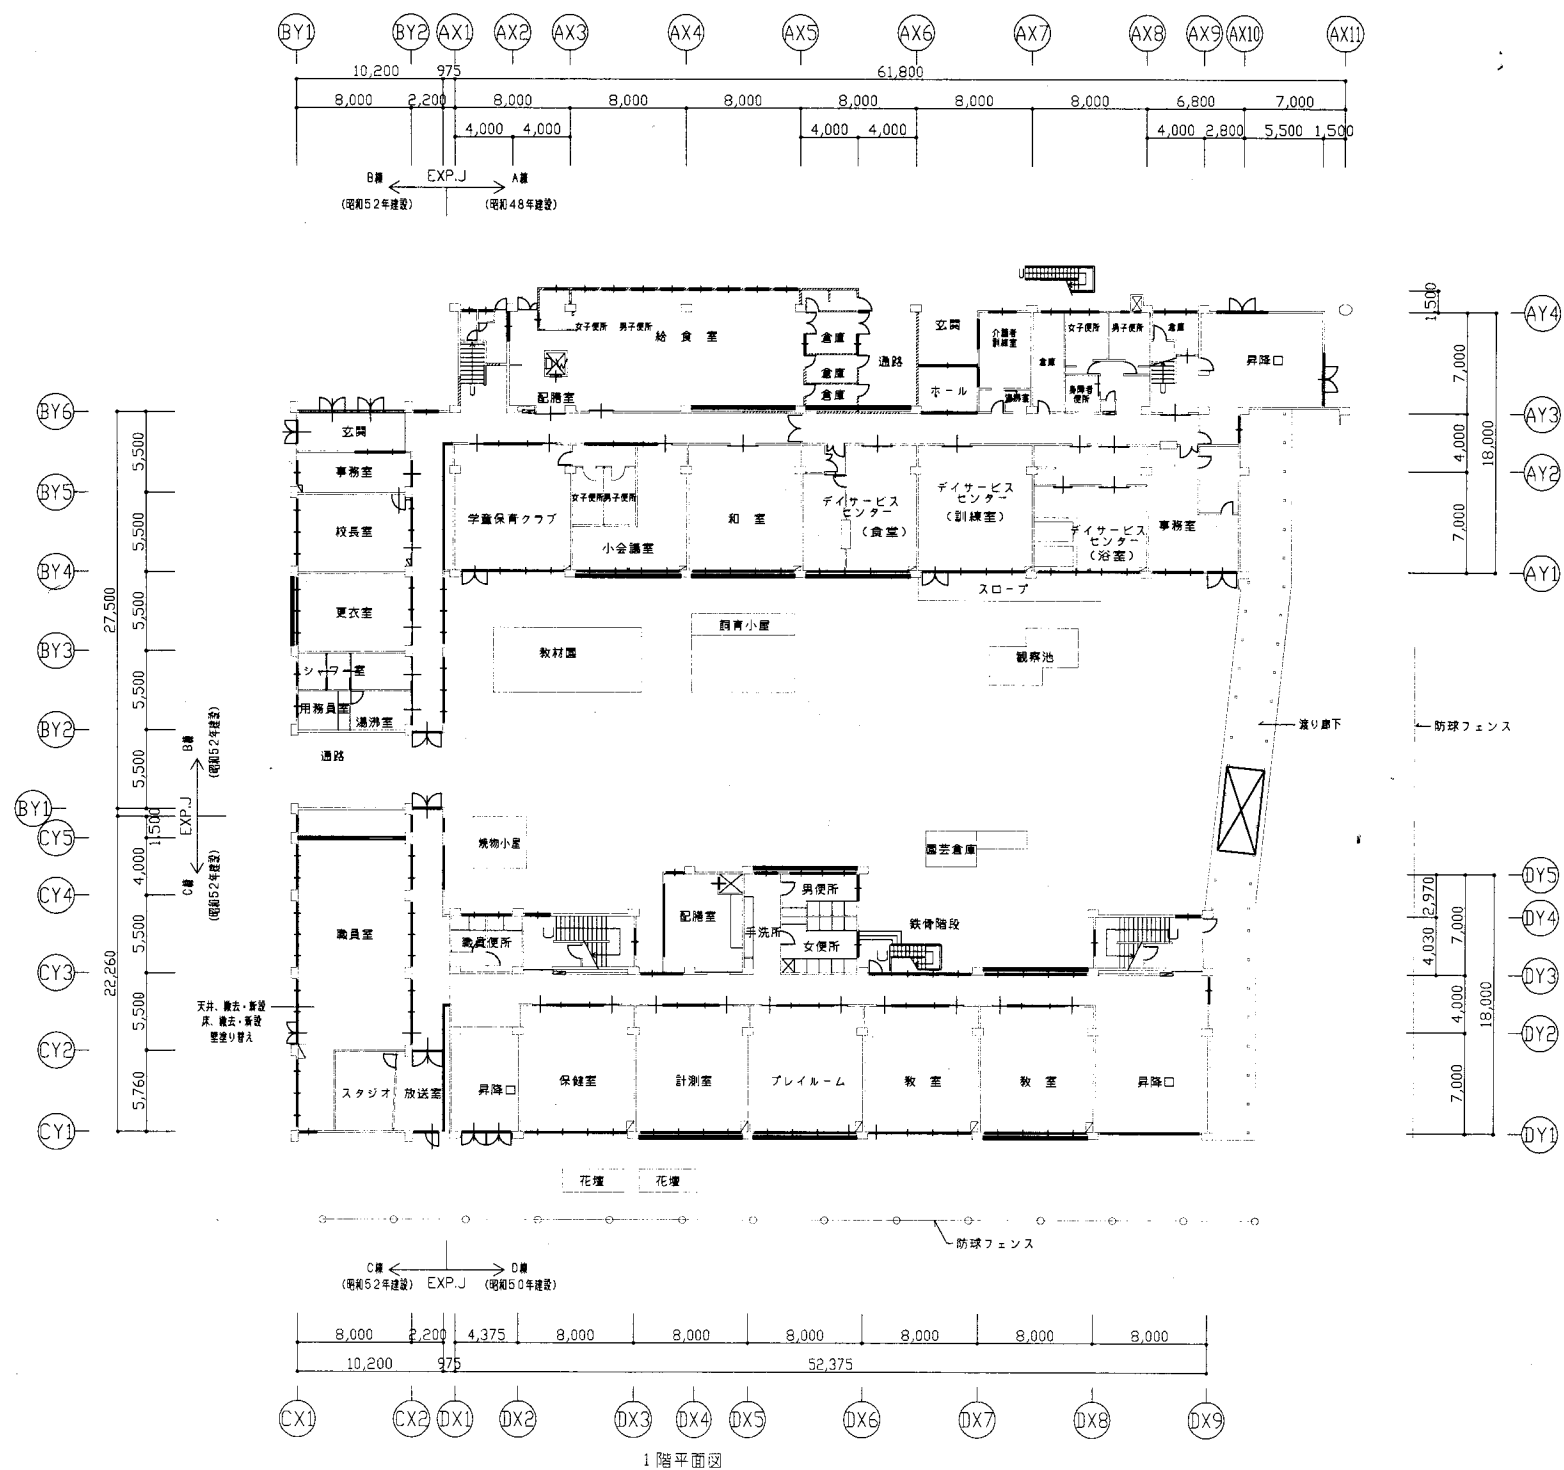 BY1 BY2 AX1 AX2 AX3 AX4 AX5 AX6 AX7 AX8 AX9 AX10 AX11
10,200 975 61,800
8,000 2,200 8,000 8,000 8,000 8,000 8,000 8,000 6,800 7,000
4,000 4,000 4,000 4,000 4,000 2,800 5,500 1,500
B棟 EXP.J A棟
(昭和52年建設) (昭和48年建設)
1,500
AY4
女子便所 男子便所
給食室
倉庫
倉庫
倉庫
通路
玄関
ホール
介護者
訓練室
倉庫
女子便所 男子便所
倉庫
昇降口
身障者
便所
DW
配膳室
7,000
BY6
AY3
玄関
事務室
5,500
4,000
18,000
BY5
AY2
校長室
5,500
学童保育クラブ
女子便所 男子便所
小会議室
和室
デイサービス
センター
(食堂)
デイサービス
センター
(訓練室)
デイサービス
センター
(浴室)
事務室
7,000
BY4
AY1
スロープ
更衣室
5,500
27,500
教材園
飼育小屋
観察池
BY3
シャワー室
5,500
用務員室
湯沸室
BY2
渡り廊下
防球フェンス
B棟
(昭和52年建設)
通路
5,500
BY1
EXP.J
1,500
CY5
C棟
(昭和52年建設)
4,000
焼物小屋
園芸倉庫
CY4
DY5
職員室
5,500
配膳室
手洗所
男便所
女便所
鉄骨階段
職員便所
2,970
7,000
DY4
4,030
CY3
DY3
22,260
天井、撤去・新設
床、撤去・新設
壁塗り替え
5,500
4,000
18,000
CY2
DY2
スタジオ
放送室
昇降口
保健室
計測室
プレイルーム
教室
教室
昇降口
5,760
7,000
CY1
DY1
花壇 花壇
防球フェンス
C棟 EXP.J D棟
(昭和52年建設) (昭和50年建設)
8,000 2,200 4,375 8,000 8,000 8,000 8,000 8,000 8,000
10,200 975 52,375
CX1 CX2 DX1 DX2 DX3 DX4 DX5 DX6 DX7 DX8 DX9
1階平面図